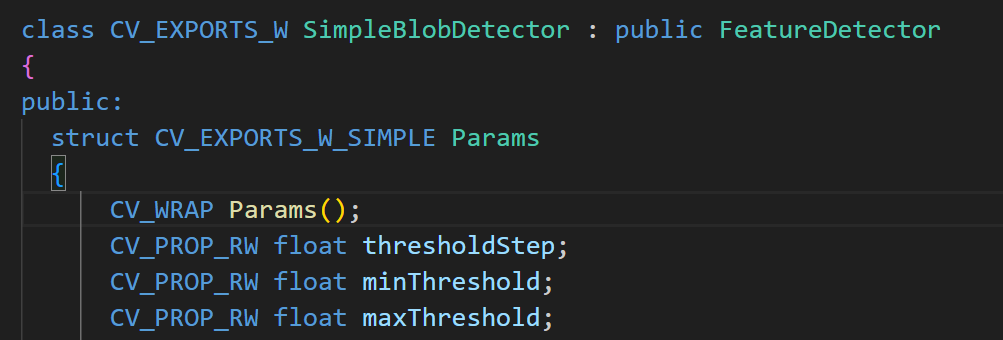 class CV_EXPORTS_W SimpleBlobDetector : public FeatureDetector
{
public:
struct CV_EXPORTS_W_SIMPLE Params
{
CV_WRAP Params();
CV_PROP_RW float thresholdStep;
CV_PROP_RW float minThreshold;
CV_PROP_RW float maxThreshold;